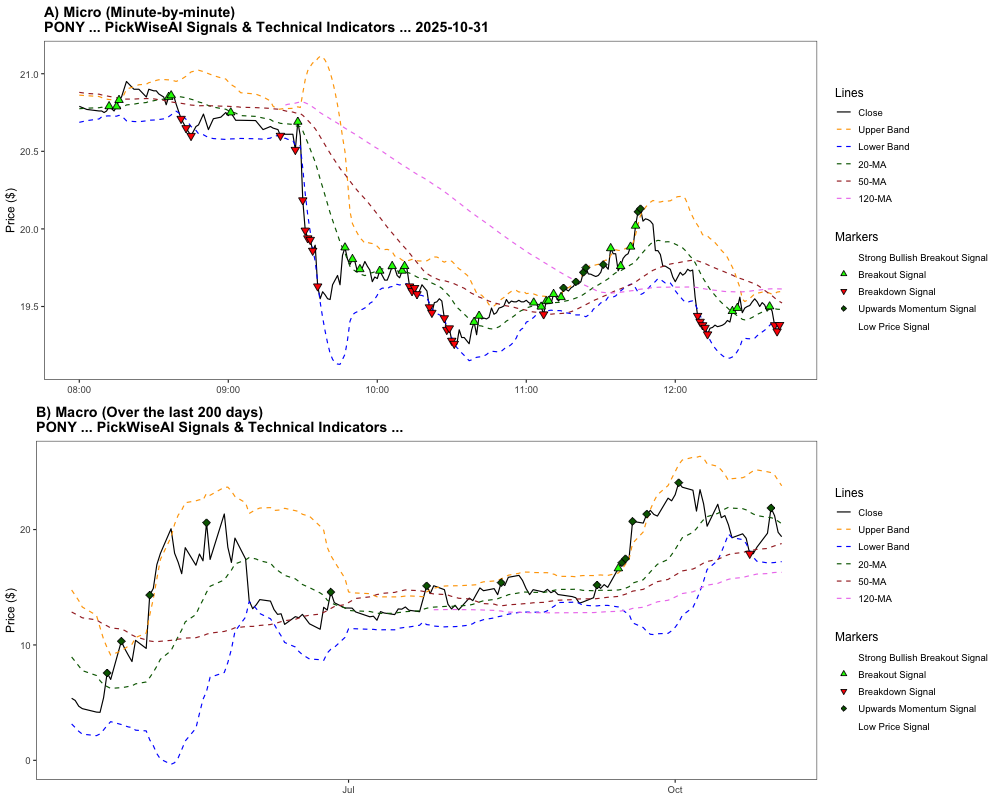 A) Micro (Minute-by-minute)
PONY ... PickWiseAI Signals & Technical Indicators ... 2025-10-31
Price ($)
21.0
20.5
20.0
19.5
08:00
09:00
10:00
11:00
12:00
Lines
Close
Upper Band
Lower Band
20-MA
50-MA
120-MA
Markers
Strong Bullish Breakout Signal
Breakout Signal
Breakdown Signal
Upwards Momentum Signal
Low Price Signal
B) Macro (Over the last 200 days)
PONY ... PickWiseAI Signals & Technical Indicators ...
Price ($)
20
10
0
Jul
Oct
Lines
Close
Upper Band
Lower Band
20-MA
50-MA
120-MA
Markers
Strong Bullish Breakout Signal
Breakout Signal
Breakdown Signal
Upwards Momentum Signal
Low Price Signal